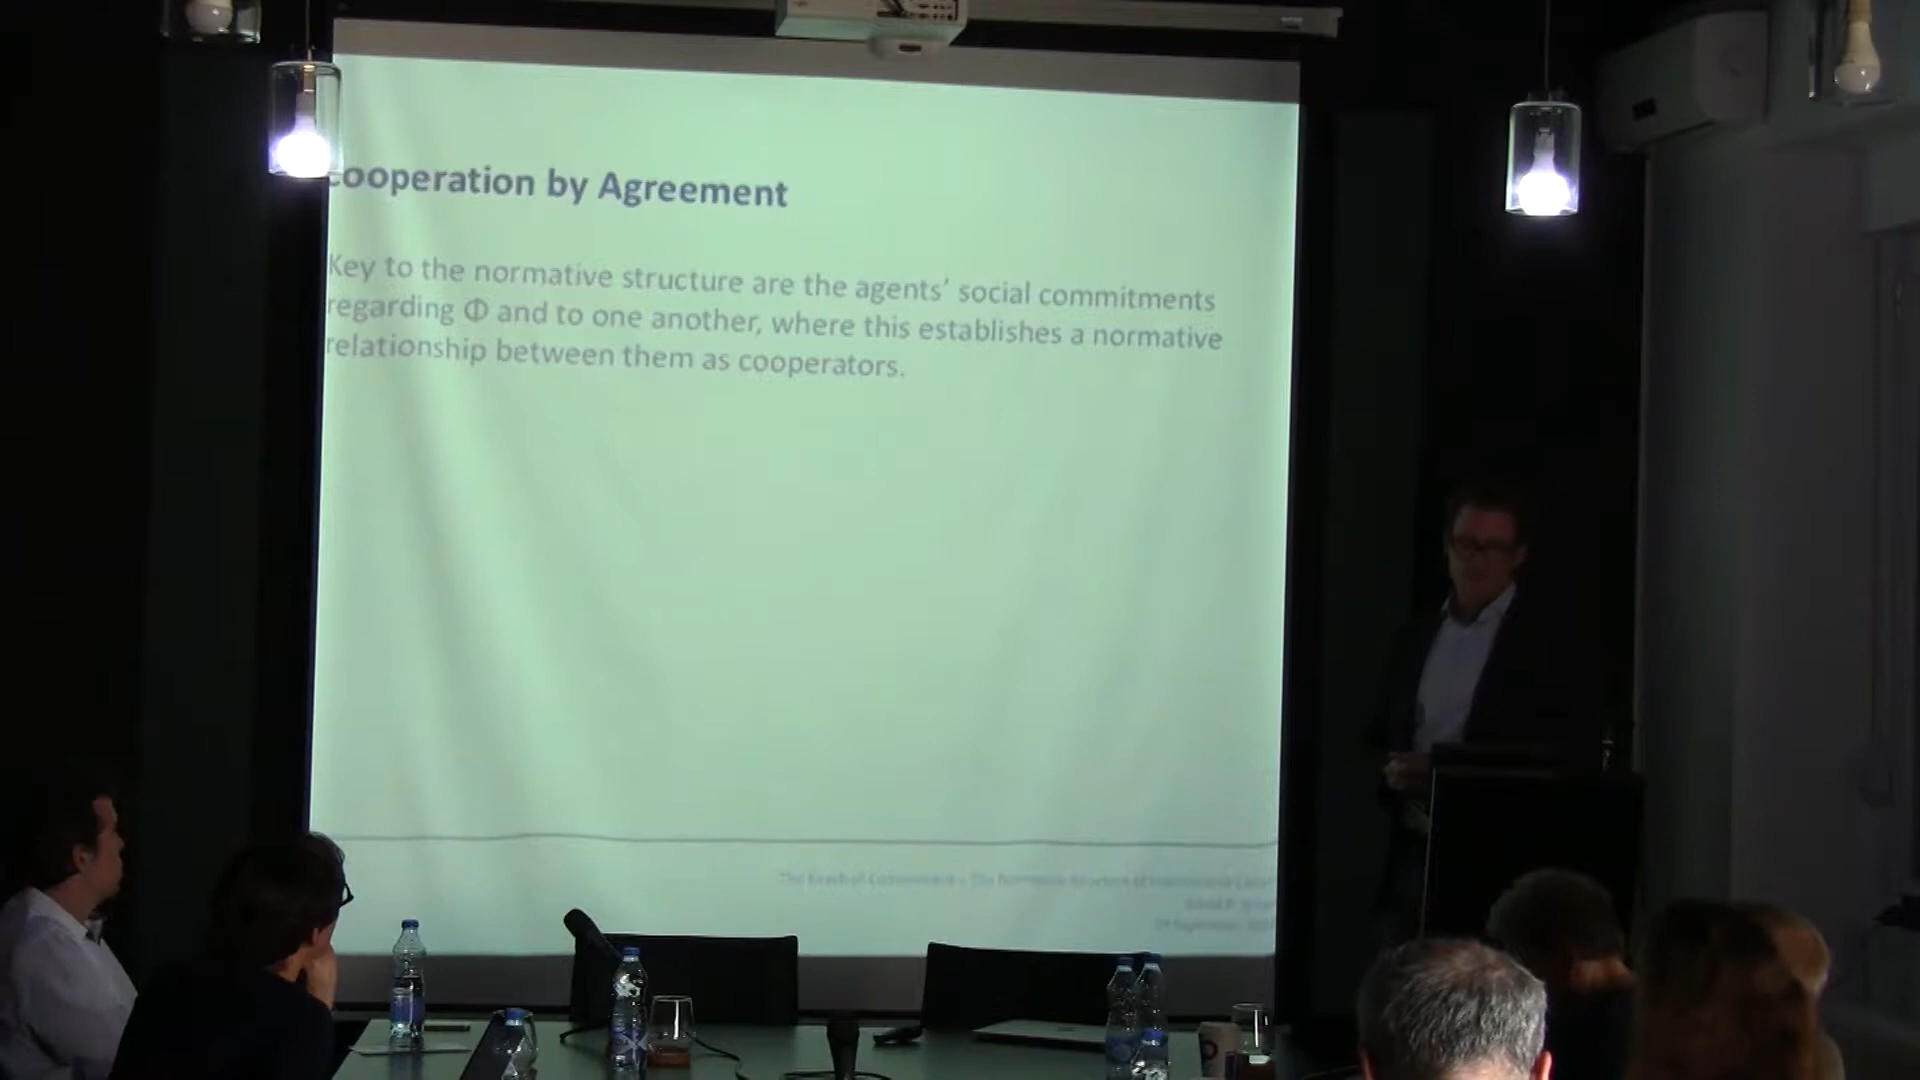 Cooperation by Agreement
Key to the normative structure are the agents’ social commitments
regarding Φ and to one another, where this establishes a normative
relationship between them as cooperators.